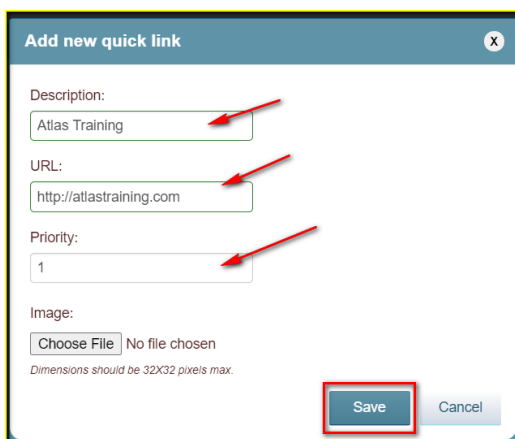 Add new quick link
X
Description:
Atlas Training
URL:
http://atlastraining.com
Priority:
1
Image:
Choose File No file chosen
Dimensions should be 32X32 pixels max.
Save Cancel